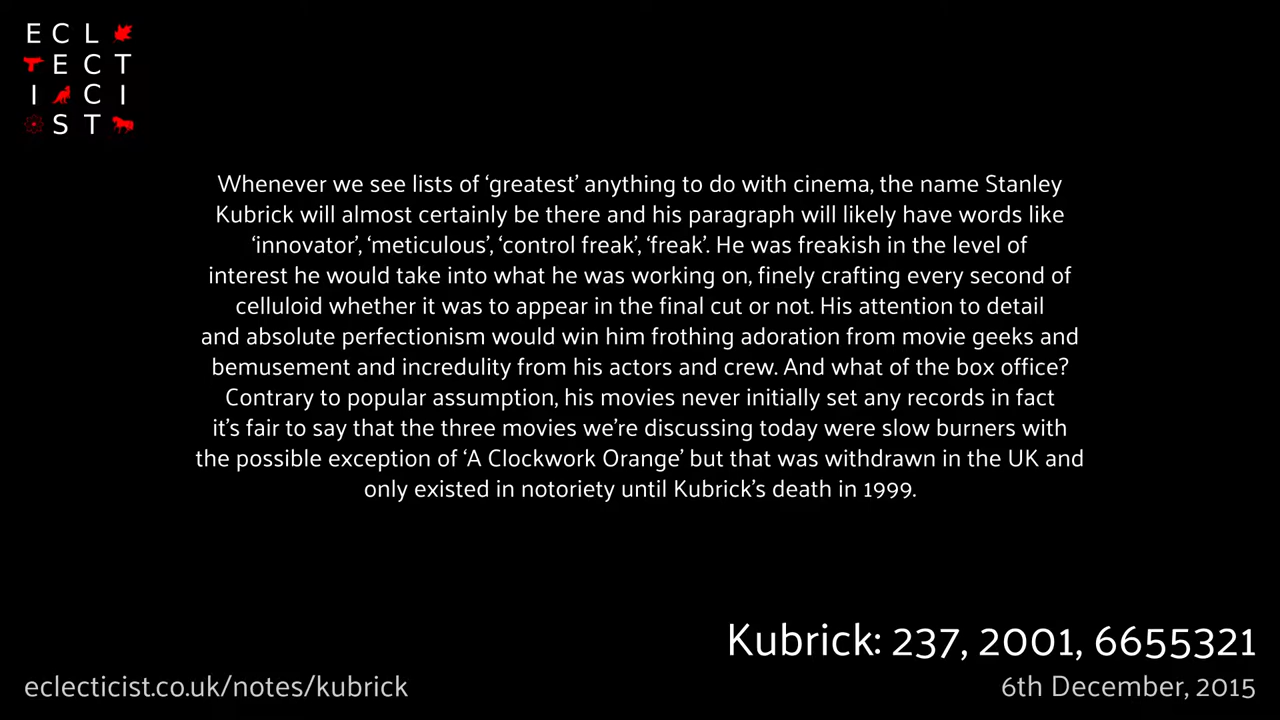 E C L
E C T
I C I
S T
Whenever we see lists of ‘greatest’ anything to do with cinema, the name Stanley
Kubrick will almost certainly be there and his paragraph will likely have words like
‘innovator’, ‘meticulous’, ‘control freak’, ‘freak’. He was freakish in the level of
interest he would take into what he was working on, finely crafting every second of
celluloid whether it was to appear in the final cut or not. His attention to detail
and absolute perfectionism would win him frothing adoration from movie geeks and
bemusement and incredulity from his actors and crew. And what of the box office?
Contrary to popular assumption, his movies never initially set any records in fact
it’s fair to say that the three movies we’re discussing today were slow burners with
the possible exception of ‘A Clockwork Orange’ but that was withdrawn in the UK and
only existed in notoriety until Kubrick’s death in 1999.
Kubrick: 237, 2001, 6655321
eclecticist.co.uk/notes/kubrick
6th December, 2015